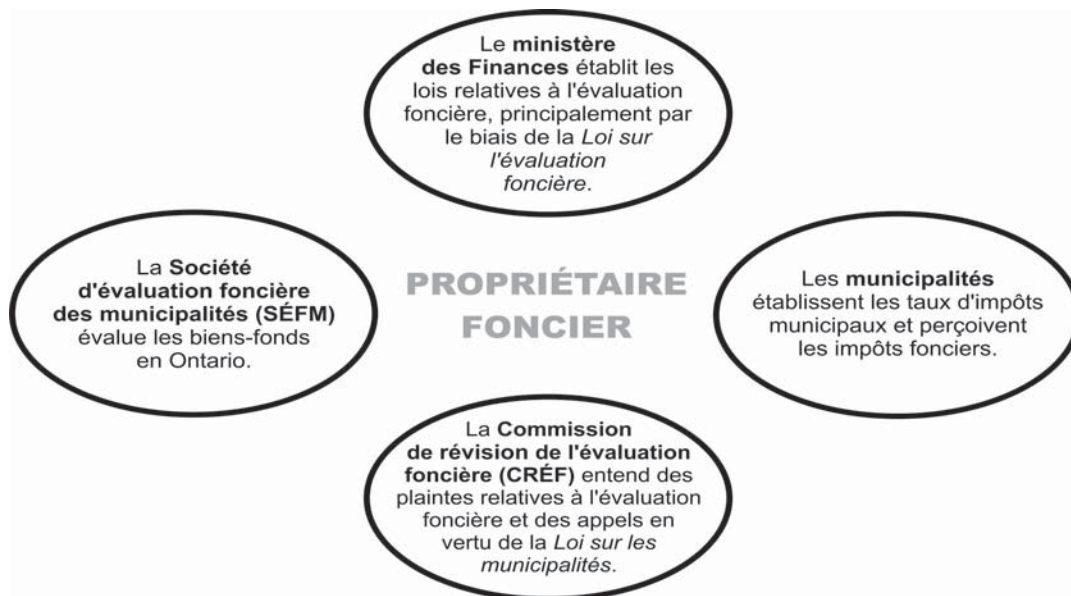 Le ministère
des Finances établit les
lois relatives à l'évaluation
foncière, principalement par
le biais de la Loi sur
l'évaluation
foncière.
La Société
d'évaluation foncière
des municipalités (SÉFM)
évalue les biens-fonds
en Ontario.
PROPRIÉTAIRE
FONCIER
Les municipalités
établissent les taux d'impôts
municipaux et perçoivent
les impôts fonciers.
La Commission
de révision de l'évaluation
foncière (CRÉF) entend des
plaintes relatives à l'évaluation
foncière et des appels en
vertu de la Loi sur les
municipalités.